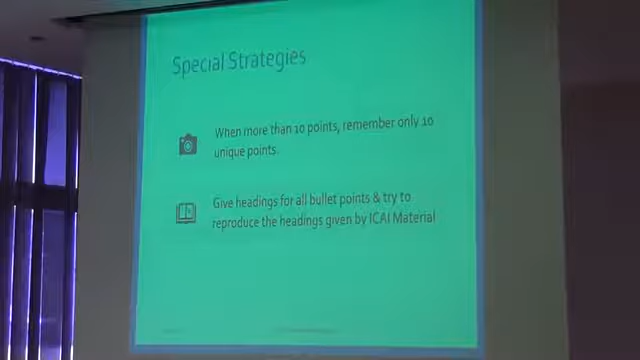 Special Strategies
When more than 10 points, remember only 10
unique points.
Give headings for all bullet points & try to
reproduce the headings given by ICAI Material